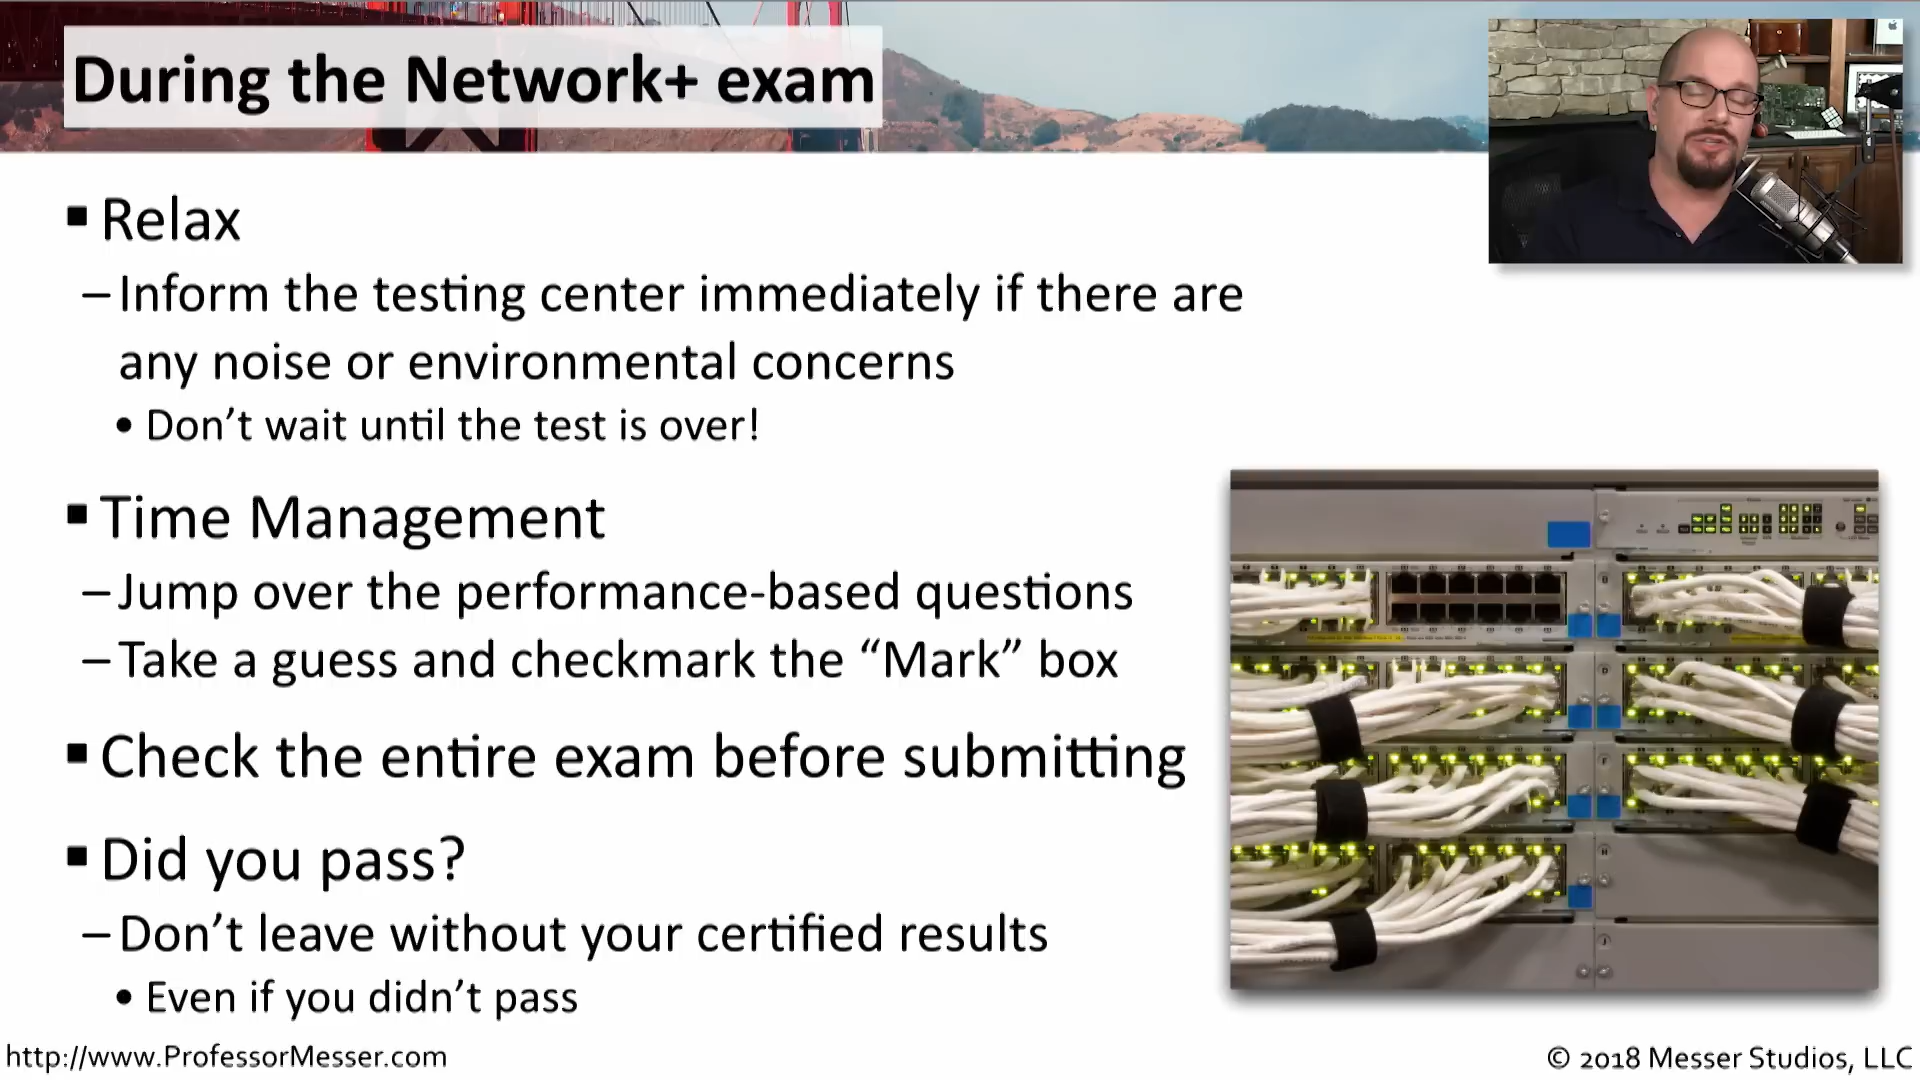 During the Network+ exam
▪ Relax
– Inform the testing center immediately if there are
any noise or environmental concerns
• Don’t wait until the test is over!
▪ Time Management
– Jump over the performance-based questions
– Take a guess and checkmark the “Mark” box
▪ Check the entire exam before submitting
▪ Did you pass?
– Don’t leave without your certified results
• Even if you didn’t pass
http://www.ProfessorMesser.com
© 2018 Messer Studios, LLC